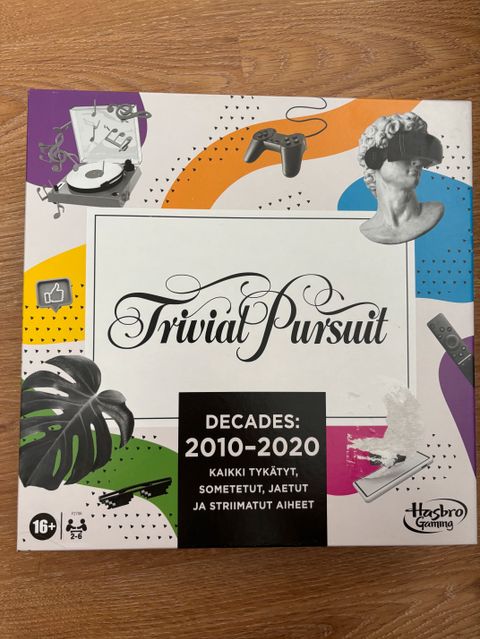 Trivial Pursuit
DECADES:
2010–2020
KAIKKI TYKÄTYT,
SOMETETUT, JAETUT
JA STRIIMATUT AIHEET
16+
2-6
Hasbro
Gaming